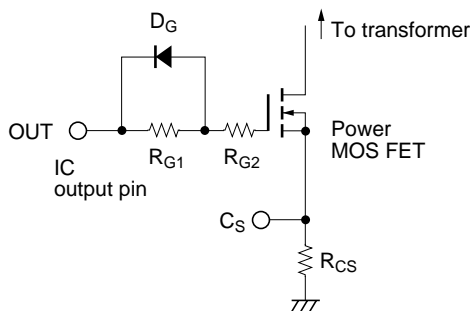 DG
To transformer
OUT
RG1
RG2
Power
MOS FET
IC
output pin
CS
RCS